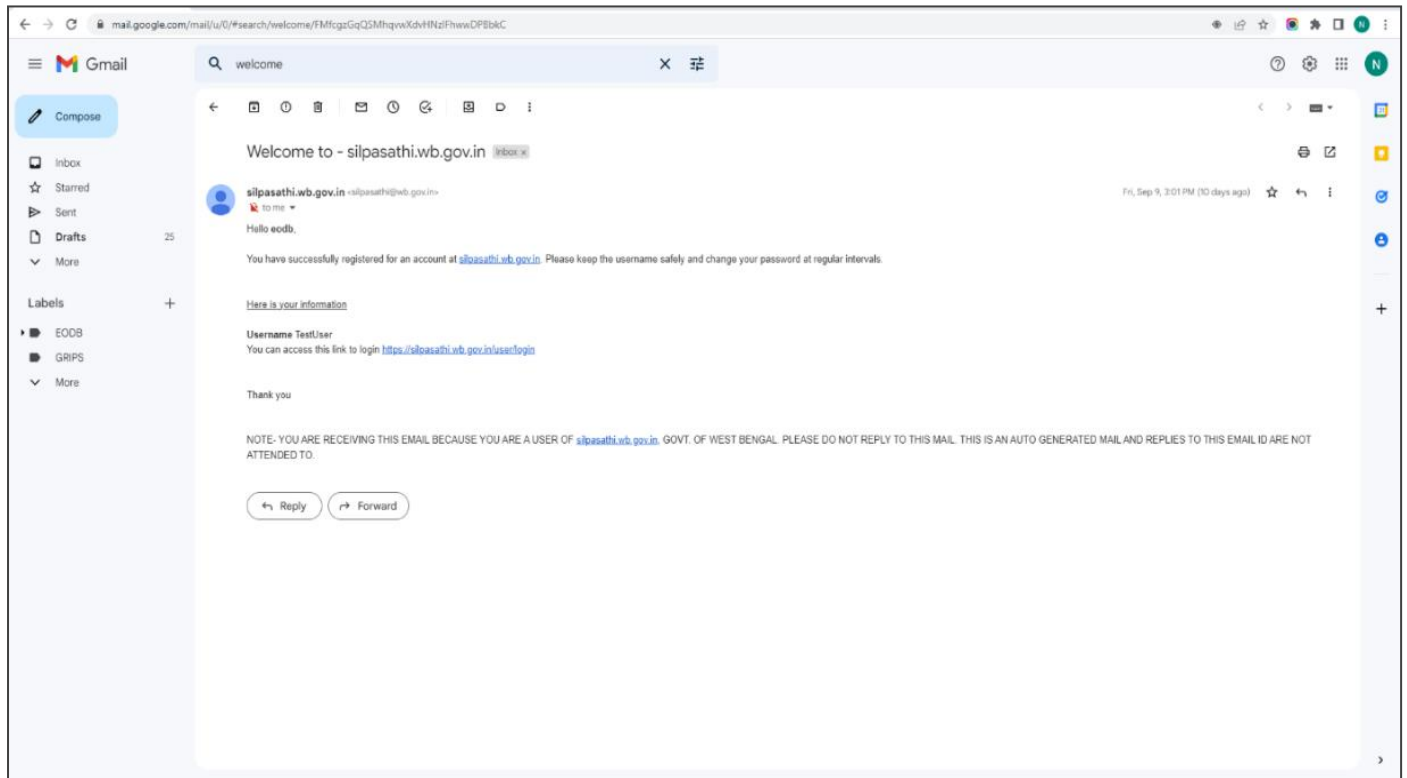 mail.google.com/mail/u/0/#search/welcome/FMfcgzGqQSMhqvwXdvHNzlFhwwDPBbkC
N
Gmail
welcome
N
Compose
Welcome to - silpasathi.wb.gov.in Inbox x
Inbox
Starred
silpasathi.wb.gov.in <silpasathi@wb.gov.in>
Fri, Sep 9, 3:01 PM (10 days ago)
to me
Sent
Hello eodb,
Drafts 25
More
You have successfully registered for an account at silpasathi.wb.gov.in. Please keep the username safely and change your password at regular intervals.
Labels
Here is your information
EODB
Username TestUser
You can access this link to login https://silpasathi.wb.gov.in/user/login
GRIPS
More
Thank you
NOTE- YOU ARE RECEIVING THIS EMAIL BECAUSE YOU ARE A USER OF silpasathi.wb.gov.in, GOVT. OF WEST BENGAL. PLEASE DO NOT REPLY TO THIS MAIL. THIS IS AN AUTO GENERATED MAIL AND REPLIES TO THIS EMAIL ID ARE NOT
ATTENDED TO.
Reply
Forward